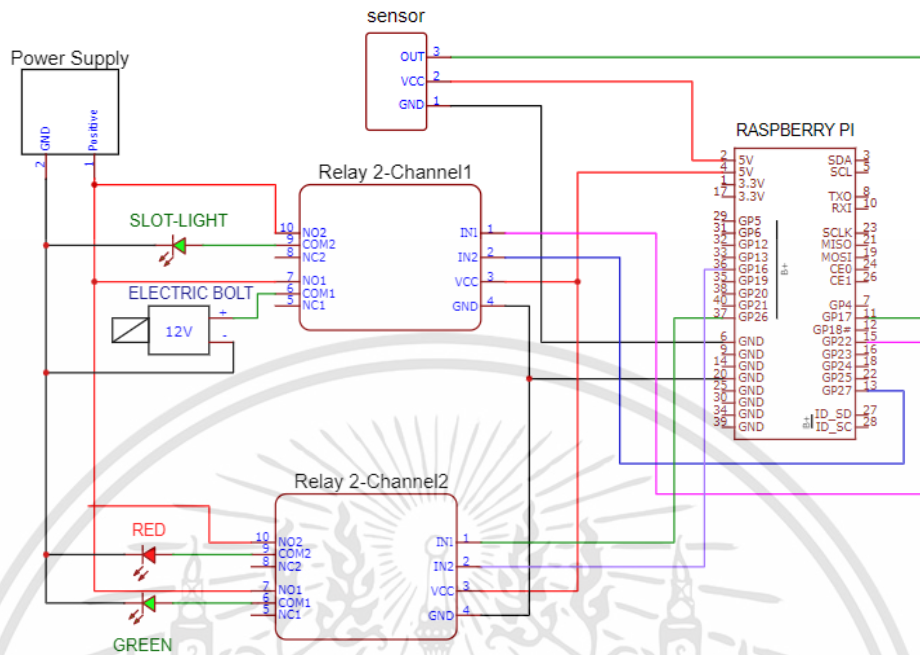 sensor
OUT 3
VCC 2
GND 1
Power Supply
GND
Positive
2
1
RASPBERRY PI
2 5V
4 5V
1 3.3V
17 3.3V
29 GP5
31 GP6
32 GP12
33 GP13
36 GP16
35 GP19
38 GP20
40 GP21
37 GP26
6 GND
9 GND
14 GND
20 GND
25 GND
30 GND
34 GND
39 GND
B+
SDA 3
SCL 5
TXO 8
RXI 10
SCLK 23
MISO 21
MOSI 19
CE0 24
CE1 26
GP4 7
GP17 11
GP18# 12
GP22 15
GP23 16
GP24 18
GP25 22
GP27 13
B+
ID_SD 27
ID_SC 28
Relay 2-Channel1
10 NO2
9 COM2
8 NC2
7 NO1
6 COM1
5 NC1
IN1 1
IN2 2
VCC 3
GND 4
SLOT-LIGHT
ELECTRIC BOLT
12V
+
-
Relay 2-Channel2
10 NO2
9 COM2
8 NC2
7 NO1
6 COM1
5 NC1
IN1 1
IN2 2
VCC 3
GND 4
RED
GREEN